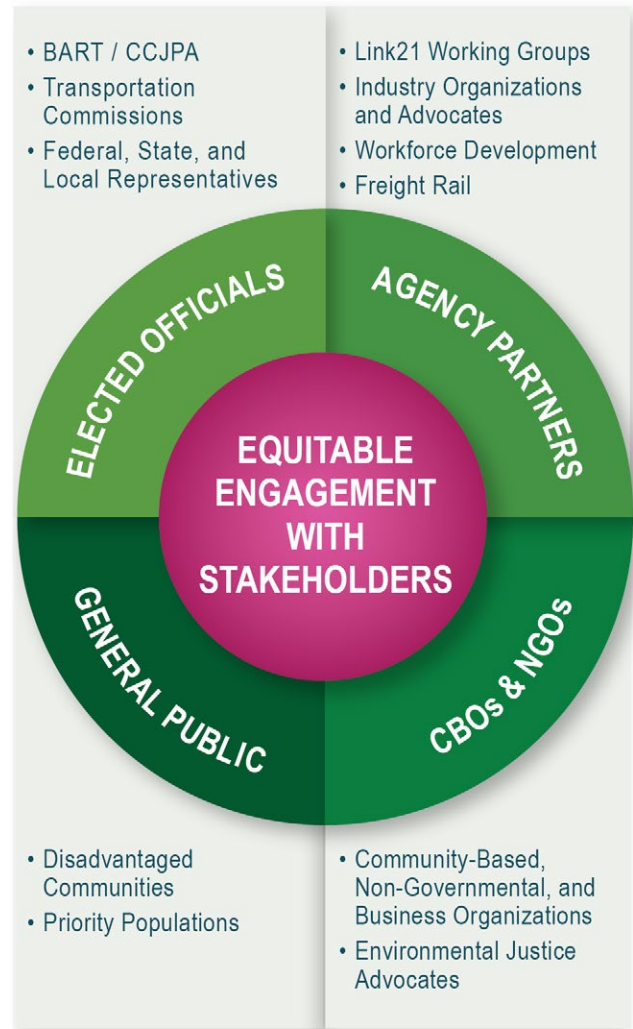 • BART / CCJPA
• Transportation
Commissions
• Federal, State, and
Local Representatives
• Link21 Working Groups
• Industry Organizations
and Advocates
• Workforce Development
• Freight Rail
ELECTED OFFICIALS
AGENCY PARTNERS
EQUITABLE
ENGAGEMENT
WITH
STAKEHOLDERS
GENERAL PUBLIC
CBOs & NGOs
• Disadvantaged
Communities
• Priority Populations
• Community-Based,
Non-Governmental, and
Business Organizations
• Environmental Justice
Advocates